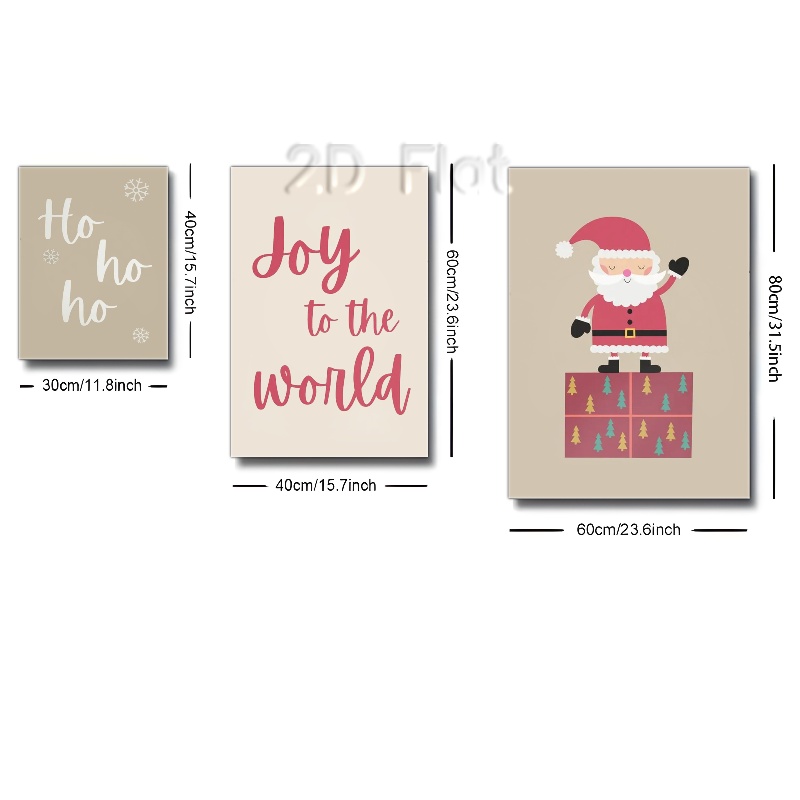 2.D Flat.
Ho
ho
ho
40cm/15.7inch
30cm/11.8inch
Joy
to the
world
60cm/23.6inch
40cm/15.7inch
80cm/31.5inch
60cm/23.6inch